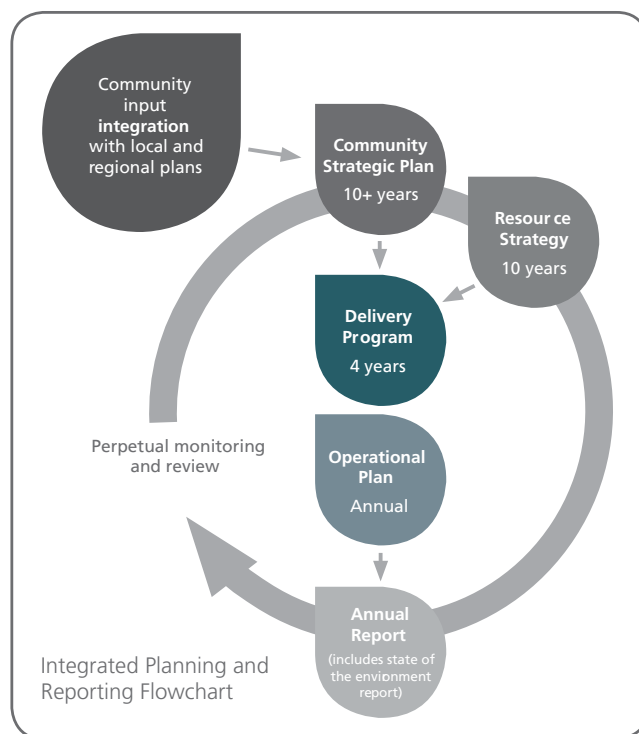 Community
input
integration
with local and
regional plans
Community
Strategic Plan
10+ years
Resour ce
Strategy
10 years
Delivery
Program
4 years
Perpetual monitoring
and review
Operational
Plan
Annual
Annual
Report
(includes state of
the envionment
report)
Integrated Planning and
Reporting Flowchart